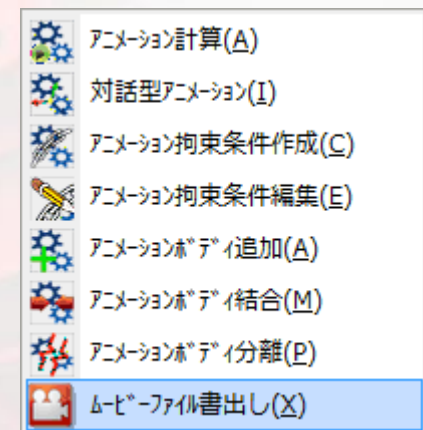 ｱﾆﾒｰｼｮﾝ計算(A)
対話型ｱﾆﾒｰｼｮﾝ(I)
ｱﾆﾒｰｼｮﾝ拘束条件作成(C)
ｱﾆﾒｰｼｮﾝ拘束条件編集(E)
ｱﾆﾒｰｼｮﾝﾎﾞﾃﾞｨ追加(A)
ｱﾆﾒｰｼｮﾝﾎﾞﾃﾞｨ結合(M)
ｱﾆﾒｰｼｮﾝﾎﾞﾃﾞｨ分離(P)
ﾑｰﾋﾞｰﾌｧｲﾙ書出し(X)